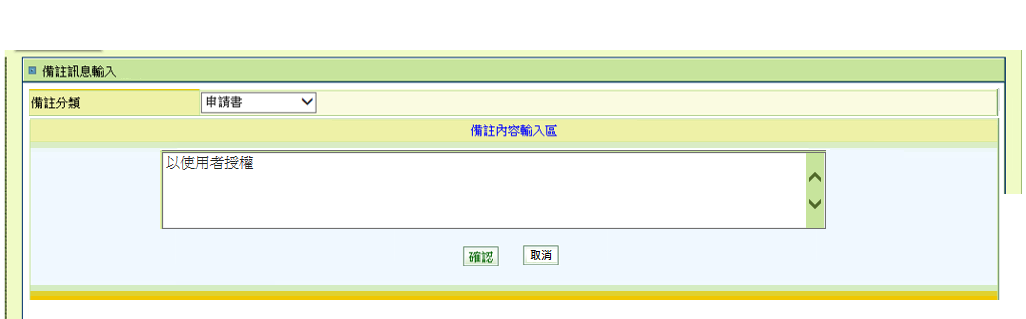 備註訊息輸入
備註分類 申請書
備註內容輸入區
以使用者授權
確認 取消